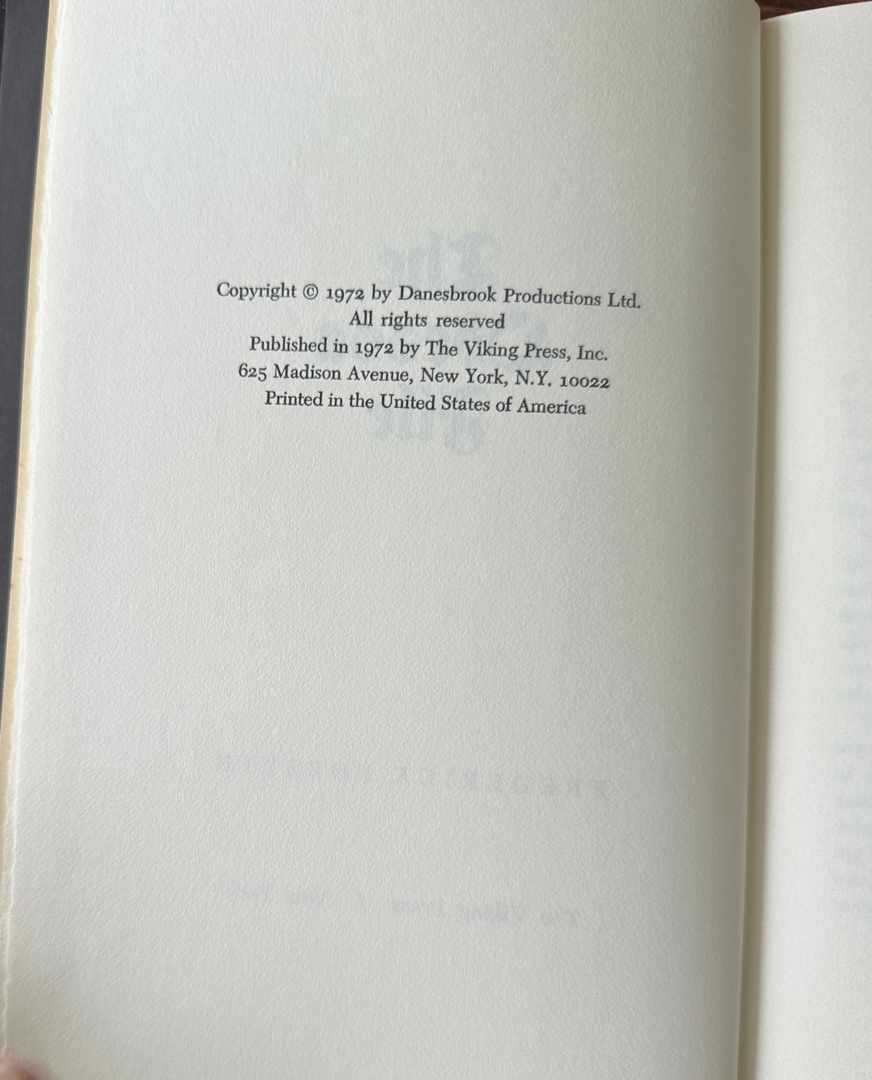 Copyright © 1972 by Danesbrook Productions Ltd.
All rights reserved
Published in 1972 by The Viking Press, Inc.
625 Madison Avenue, New York, N.Y. 10022
Printed in the United States of America